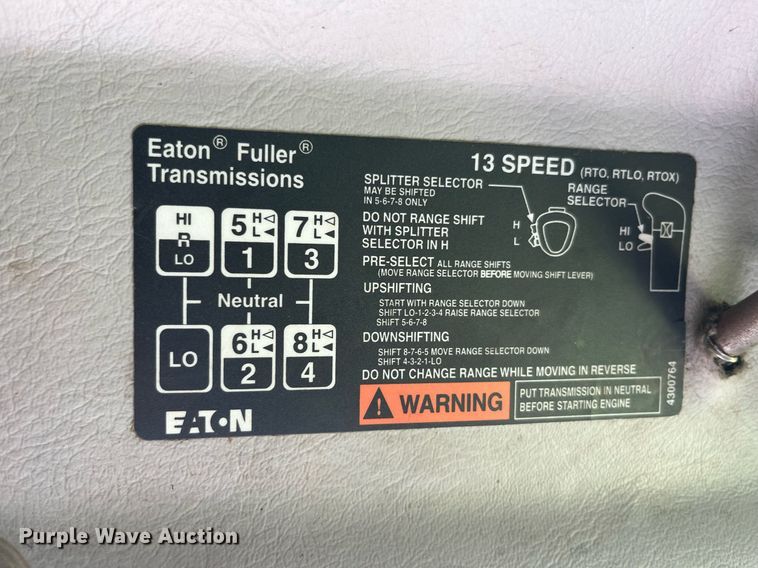 Eaton® Fuller®
Transmissions
13 SPEED (RTO, RTLO, RTOX)
HI
R
LO
5 H
L
1
7 H
L
3
Neutral
LO
6 H
L
2
8 H
L
4
EATON
SPLITTER SELECTOR
MAY BE SHIFTED
IN 5-6-7-8 ONLY
H
L
RANGE
SELECTOR
HI
LO
DO NOT RANGE SHIFT
WITH SPLITTER
SELECTOR IN H
PRE-SELECT ALL RANGE SHIFTS
(MOVE RANGE SELECTOR BEFORE MOVING SHIFT LEVER)
UPSHIFTING
START WITH RANGE SELECTOR DOWN
SHIFT LO-1-2-3-4 RAISE RANGE SELECTOR
SHIFT 5-6-7-8
DOWNSHIFTING
SHIFT 8-7-6-5 MOVE RANGE SELECTOR DOWN
SHIFT 4-3-2-1-LO
DO NOT CHANGE RANGE WHILE MOVING IN REVERSE
WARNING
PUT TRANSMISSION IN NEUTRAL
BEFORE STARTING ENGINE
4300764
Purple Wave Auction